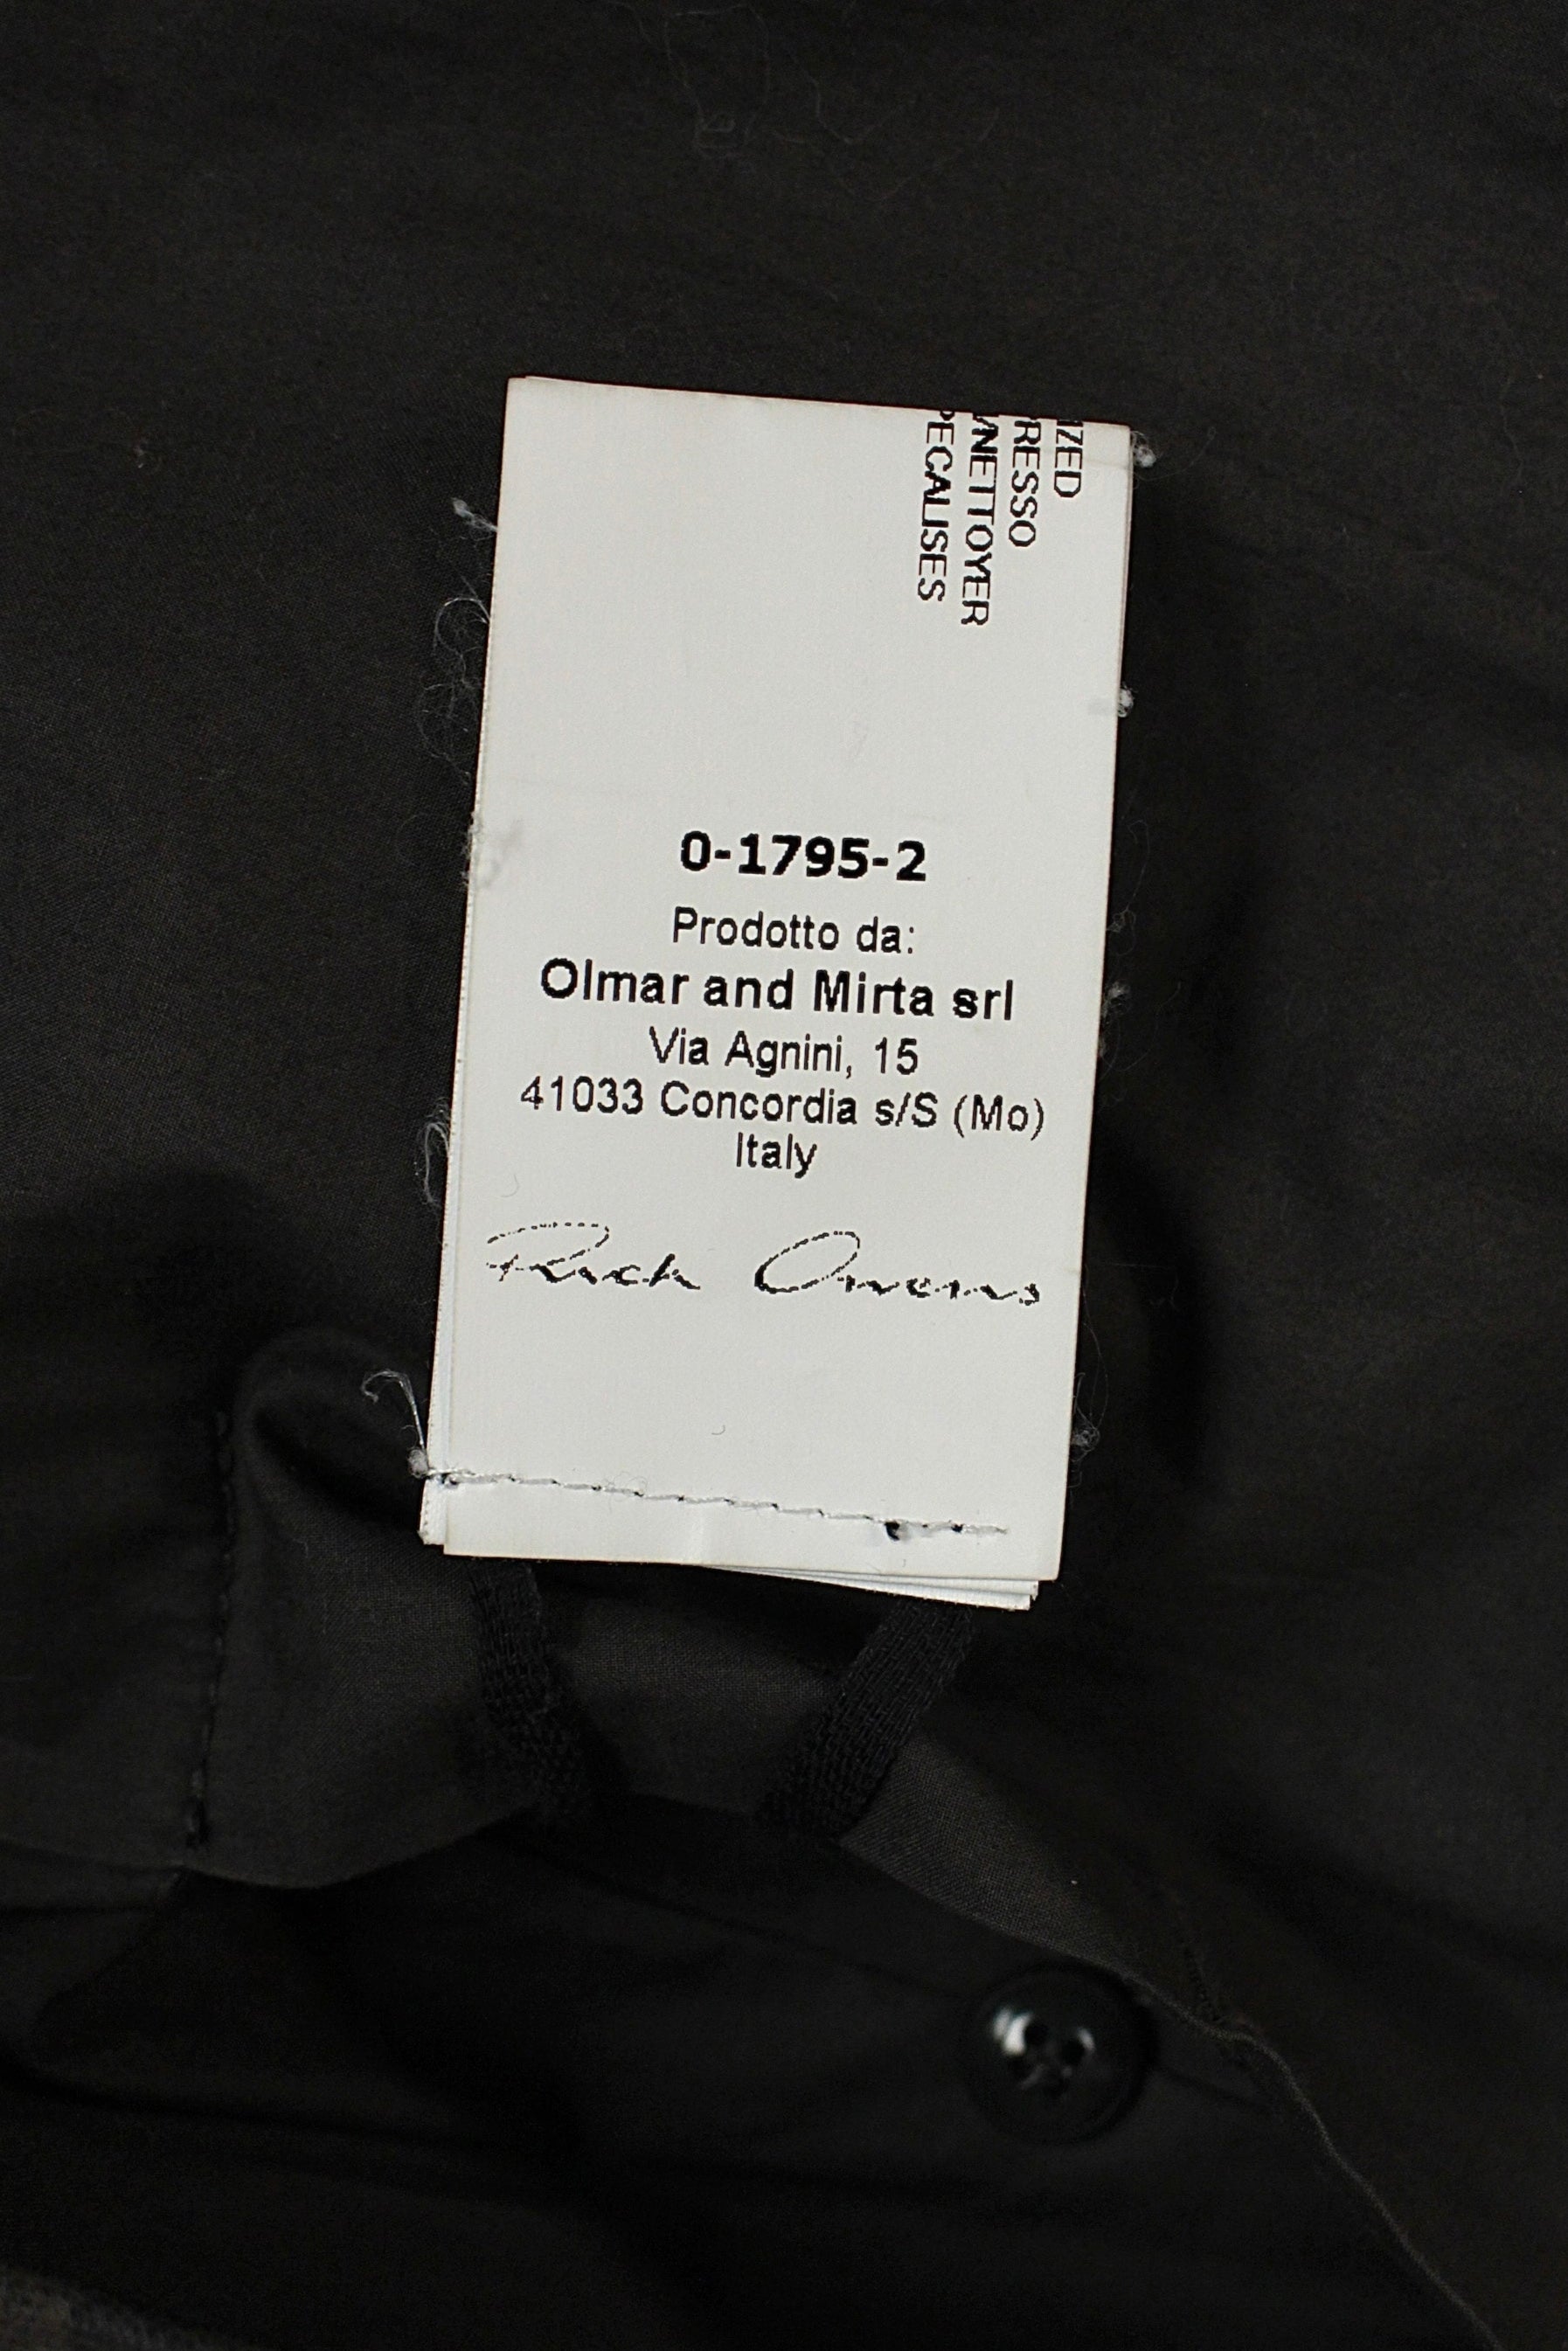 IZED
RESSO
NETTOYER
PECALISES
0-1795-2
Prodotto da:
Olmar and Mirta srl
Via Agnini, 15
41033 Concordia s/S (Mo)
Italy
Rick Owens